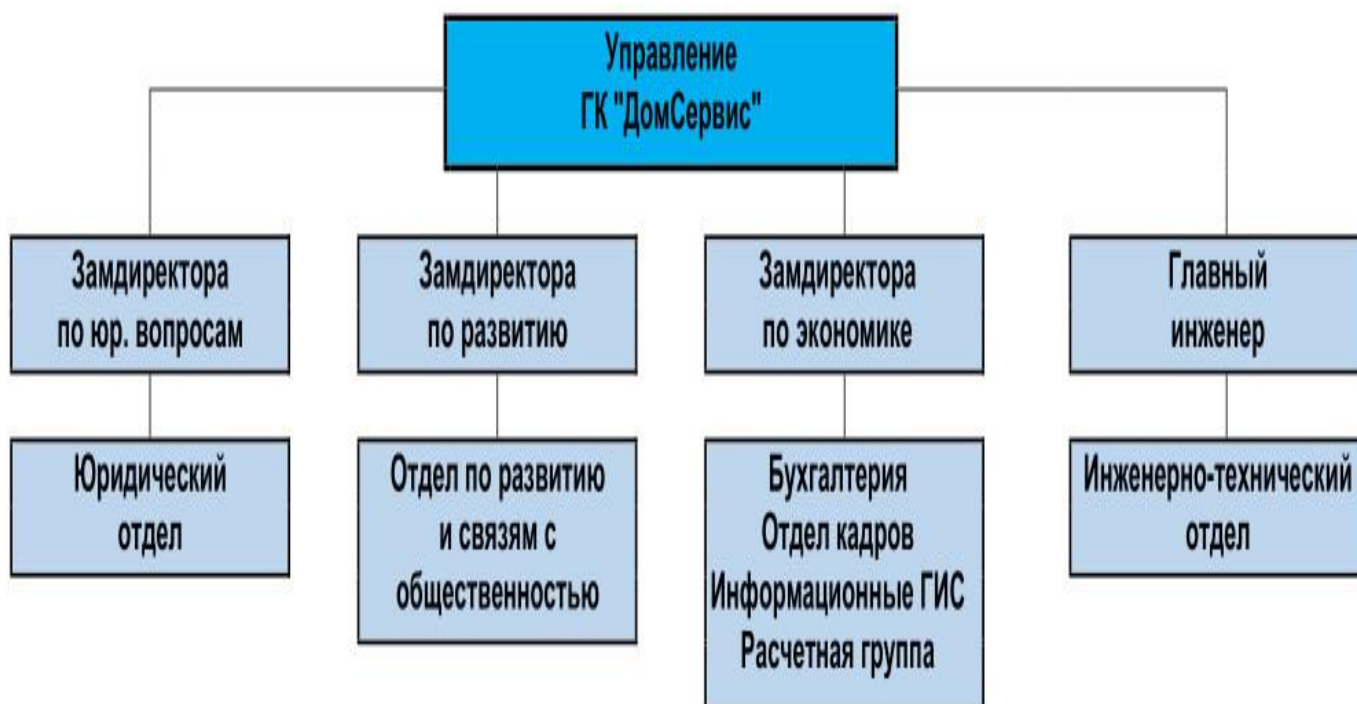 Управление
ГК "ДомСервис"
Замдиректора
по юр. вопросам
Замдиректора
по развитию
Замдиректора
по экономике
Главный
инженер
Юридический
отдел
Отдел по развитию
и связям с
общественностью
Бухгалтерия
Отдел кадров
Информационные ГИС
Расчетная группа
Инженерно-технический
отдел